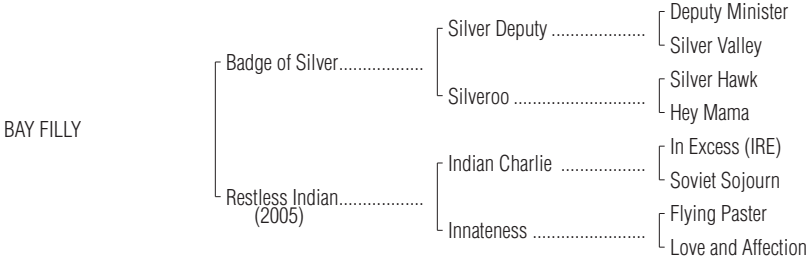 Deputy Minister
Silver Deputy ....................
Silver Valley
Badge of Silver..................
Silver Hawk
Silveroo ............................
Hey Mama
BAY FILLY
In Excess (IRE)
Indian Charlie ..................
Soviet Sojourn
Restless Indian..................
(2005)
Flying Paster
Innateness ........................
Love and Affection